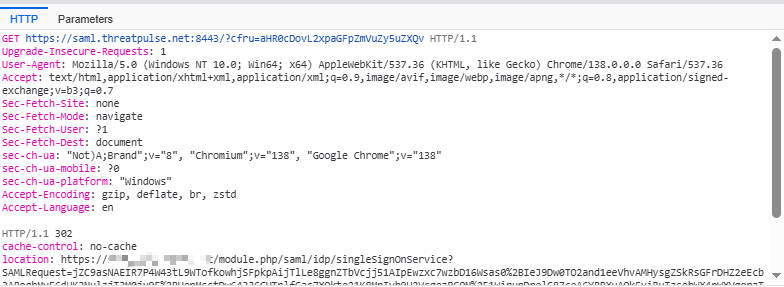 HTTP
Parameters
GET https://saml.threatpulse.net:8443/?cfru=aHR0cDovL2xpaGFpZmVuZy5uZXQv HTTP/1.1
Upgrade-Insecure-Requests: 1
User-Agent: Mozilla/5.0 (Windows NT 10.0; Win64; x64) AppleWebKit/537.36 (KHTML, like Gecko) Chrome/138.0.0.0 Safari/537.36
Accept: text/html,application/xhtml+xml,application/xml;q=0.9,image/avif,image/webp,image/apng,*/*;q=0.8,application/signed-
exchange;v=b3;q=0.7
Sec-Fetch-Site: none
Sec-Fetch-Mode: navigate
Sec-Fetch-User: ?1
Sec-Fetch-Dest: document
sec-ch-ua: "Not)A;Brand";v="8", "Chromium";v="138", "Google Chrome";v="138"
sec-ch-ua-mobile: ?0
sec-ch-ua-platform: "Windows"
Accept-Encoding: gzip, deflate, br, zstd
Accept-Language: en
HTTP/1.1 302
cache-control: no-cache
location: https:// :/module.php/saml/idp/singleSignOnService?
SAMLRequest=jZC9asNAEIR7P4W43tL9WTofkowhjSFpkpAijTlLe8ggnZTbVcjj51AIpEwzxc7wzbD16Wsas0%2BIeJ9Dw0TO2and1eeVhvAMHysgZSkRsGFrDHZ2eEcb